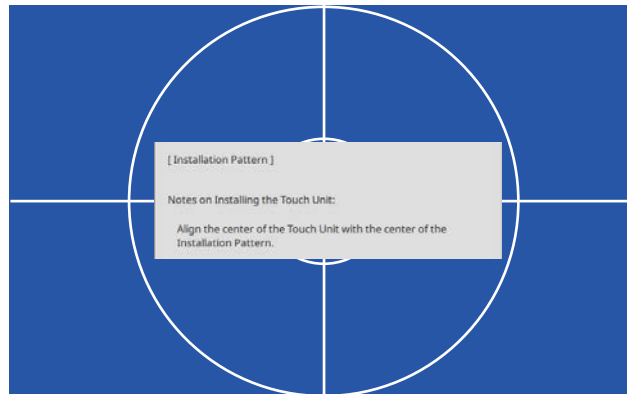 [ Installation Pattern ]
Notes on Installing the Touch Unit:
Align the center of the Touch Unit with the center of the
Installation Pattern.